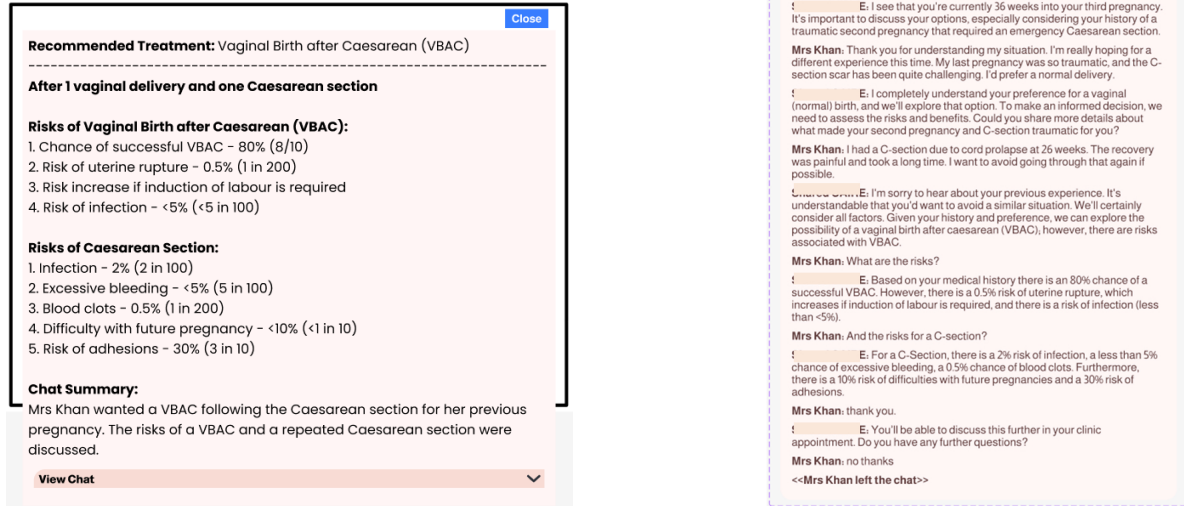 Close
Recommended Treatment: Vaginal Birth after Caesarean (VBAC)
After 1 vaginal delivery and one Caesarean section
Risks of Vaginal Birth after Caesarean (VBAC):
1. Chance of successful VBAC - 80% (8/10)
2. Risk of uterine rupture - 0.5% (1 in 200)
3. Risk increase if induction of labour is required
4. Risk of infection - <5% (<5 in 100)
Risks of Caesarean Section:
1. Infection - 2% (2 in 100)
2. Excessive bleeding - <5% (5 in 100)
3. Blood clots - 0.5% (1 in 200)
4. Difficulty with future pregnancy - <10% (<1 in 10)
5. Risk of adhesions - 30% (3 in 10)
Chat Summary:
Mrs Khan wanted a VBAC following the Caesarean section for her previous
pregnancy. The risks of a VBAC and a repeated Caesarean section were
discussed.
View Chat
E: I see that you're currently 36 weeks into your third pregnancy.
It's important to discuss your options, especially considering your history of a
traumatic second pregnancy that required an emergency Caesarean section.
Mrs Khan: Thank you for understanding my situation. I'm really hoping for a
different experience this time. My last pregnancy was so traumatic, and the C-
section scar has been quite challenging. I'd prefer a normal delivery.
E: I completely understand your preference for a vaginal
(normal) birth, and we'll explore that option. To make an informed decision, we
need to assess the risks and benefits. Could you share more details about
what made your second pregnancy and C-section traumatic for you?
Mrs Khan: I had a C-section due to cord prolapse at 26 weeks. The recovery
was painful and took a long time. I want to avoid going through that again if
possible.
E: I'm sorry to hear about your previous experience. It's
understandable that you'd want to avoid a similar situation. We'll certainly
consider all factors. Given your history and preference, we can explore the
possibility of a vaginal birth after caesarean (VBAC); however, there are risks
associated with VBAC.
Mrs Khan: What are the risks?
E: Based on your medical history there is an 80% chance of a
successful VBAC. However, there is a 0.5% risk of uterine rupture, which
increases if induction of labour is required, and there is a risk of infection (less
than <5%).
Mrs Khan: And the risks for a C-section?
E: For a C-Section, there is a 2% risk of infection, a less than 5%
chance of excessive bleeding, a 0.5% chance of blood clots. Furthermore,
there is a 10% risk of difficulties with future pregnancies and a 30% risk of
adhesions.
Mrs Khan: thank you.
E: You'll be able to discuss this further in your clinic
appointment. Do you have any further questions?
Mrs Khan: no thanks
<<Mrs Khan left the chat>>